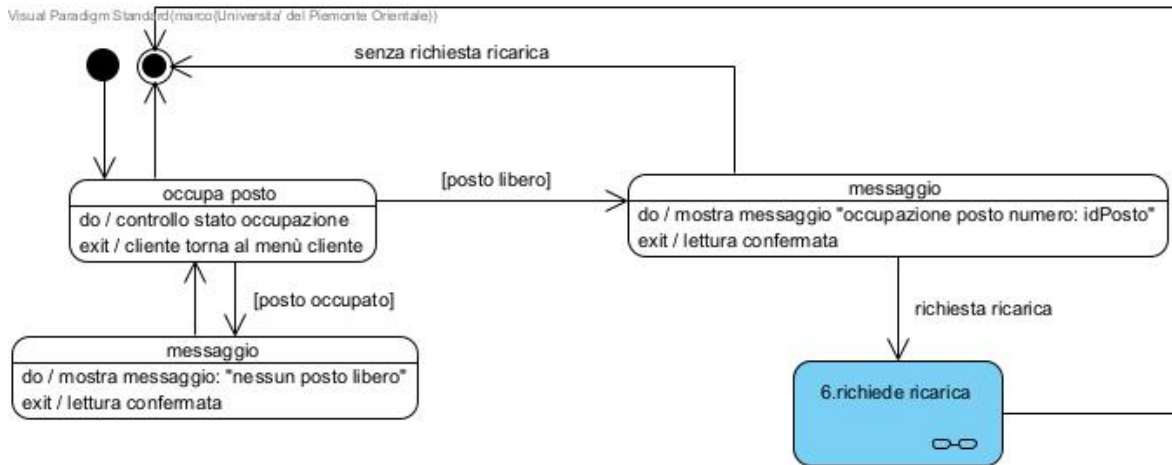 Visual Paradigm Standard(marco(Universita' del Piemonte Orientale))
senza richiesta ricarica
occupa posto
do / controllo stato occupazione
exit / cliente torna al menù cliente
[posto libero]
messaggio
do / mostra messaggio "occupazione posto numero: idPosto"
exit / lettura confermata
[posto occupato]
richiesta ricarica
messaggio
do / mostra messaggio: "nessun posto libero"
exit / lettura confermata
6.richiede ricarica